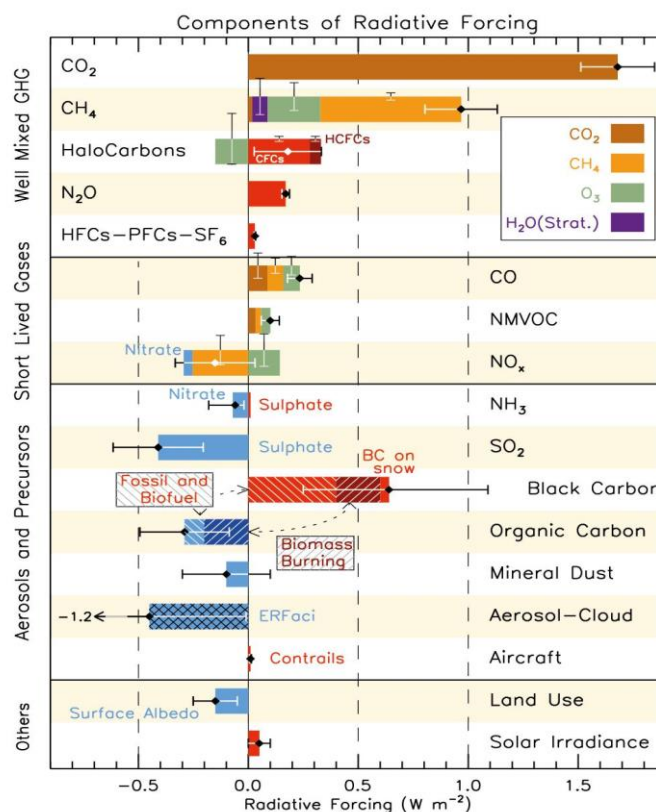 Components of Radiative Forcing
Well Mixed GHG
CO₂
CH₄
HaloCarbons
CFCs
HCFCs
N₂O
HFCs–PFCs–SF₆
CO₂
CH₄
O₃
H₂O(Strat.)
Short Lived Gases
CO
NMVOC
Nitrate
NOₓ
Aerosols and Precursors
Nitrate
Sulphate
NH₃
Sulphate
SO₂
BC on
snow
Black Carbon
Fossil and
Biofuel
Organic Carbon
Biomass
Burning
Mineral Dust
-1.2
ERFaci
Aerosol–Cloud
Contrails
Aircraft
Others
Land Use
Surface Albedo
Solar Irradiance
-0.5 0.0 0.5 1.0 1.5
Radiative Forcing (W m⁻²)